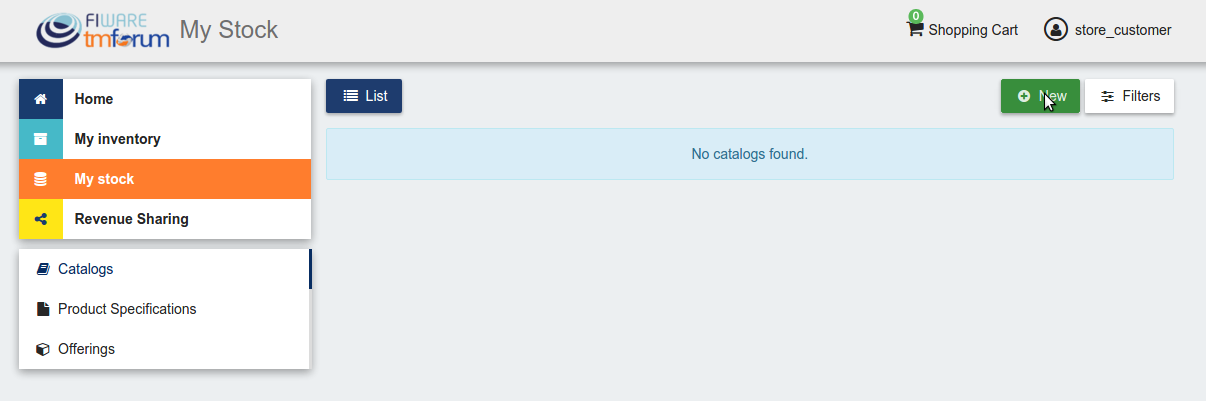 FIWARE
tmforum
My Stock
0
Shopping Cart
store_customer
Home
My inventory
My stock
Revenue Sharing
Catalogs
Product Specifications
Offerings
List
New
Filters
No catalogs found.